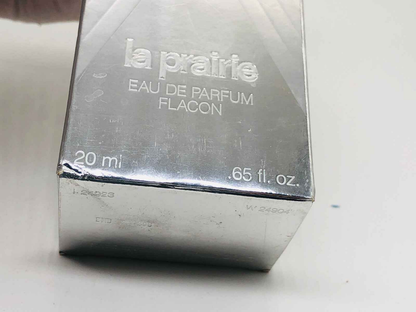 la prairie
EAU DE PARFUM
FLACON
20 ml
.65 fl. oz.